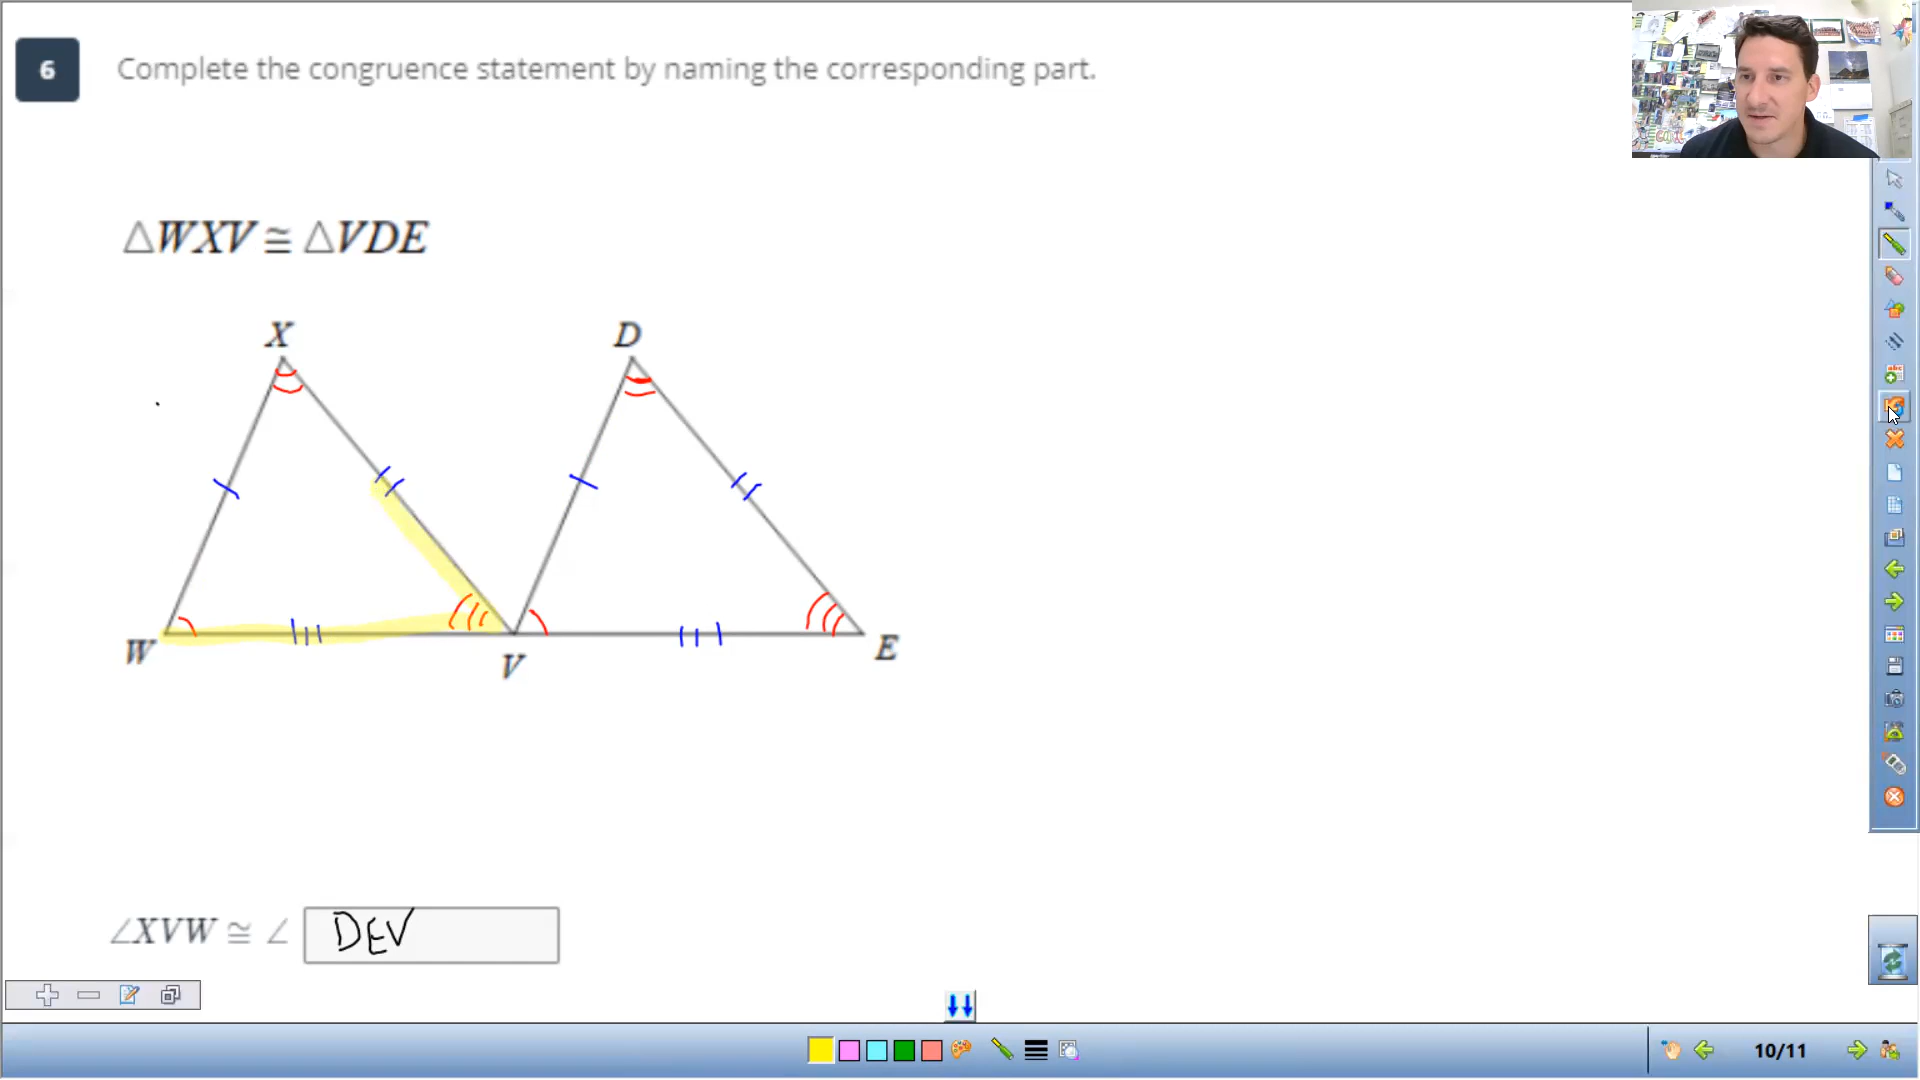 6 Complete the congruence statement by naming the corresponding part.
△WXV ≅ △VDE
X D
W V E
∠XVW ≅ ∠ DEV
10/11